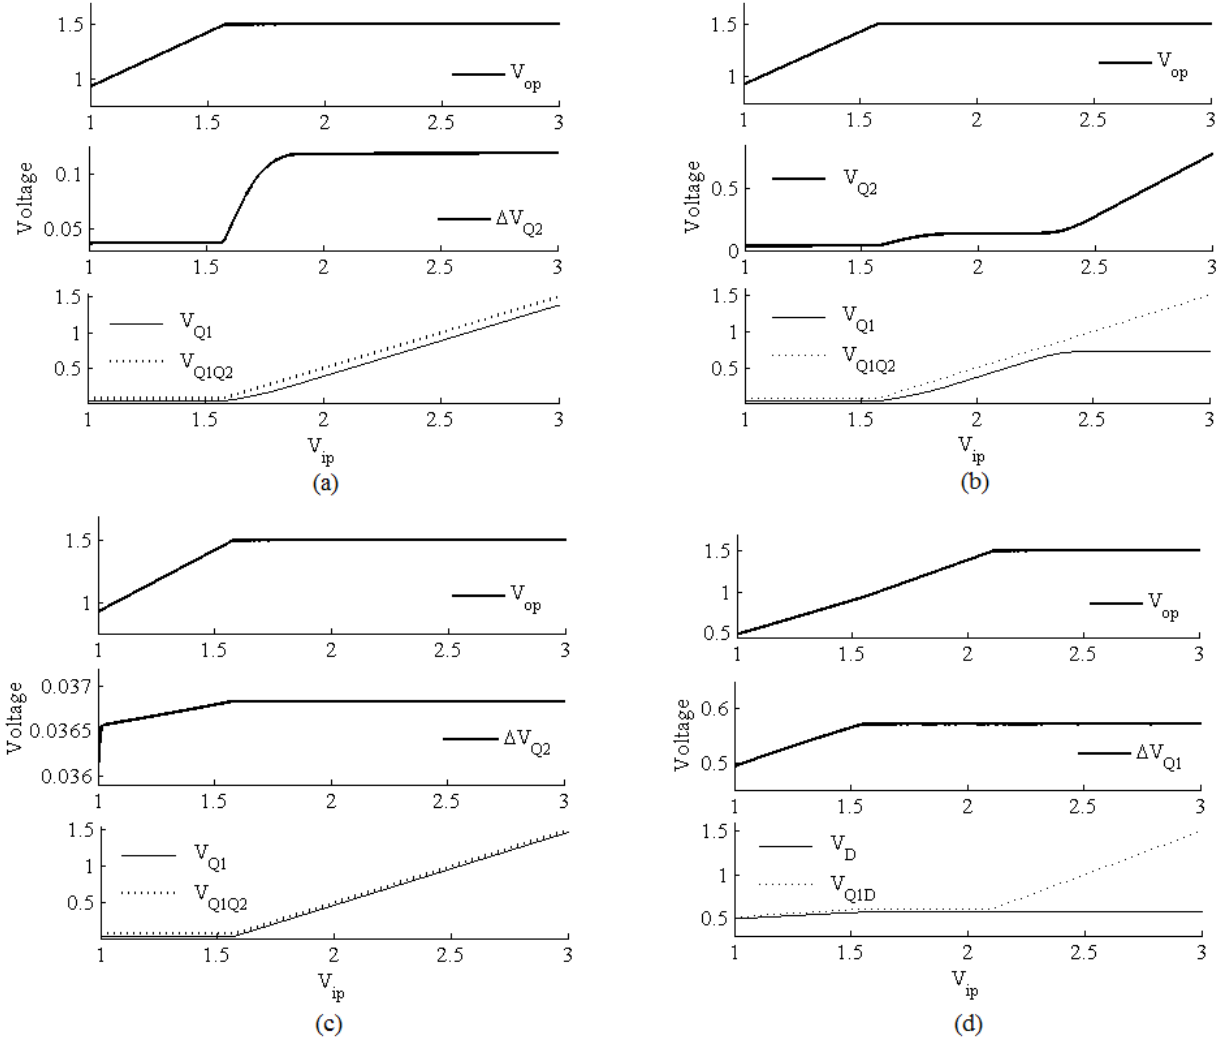 1.5
1
V_op
1 1.5 2 2.5 3
0.1
0.05
Voltage
ΔV_Q2
1 1.5 2 2.5 3
1.5
1
0.5
V_Q1
V_Q1Q2
1 1.5 2 2.5 3
V_ip
(a)
1.5
1
V_op
1 1.5 2 2.5 3
0.5
0
Voltage
V_Q2
1 1.5 2 2.5 3
1.5
1
0.5
V_Q1
V_Q1Q2
1 1.5 2 2.5 3
V_ip
(b)
1.5
1
V_op
1 1.5 2 2.5 3
0.037
0.0365
0.036
Voltage
ΔV_Q2
1 1.5 2 2.5 3
1.5
1
0.5
V_Q1
V_Q1Q2
1 1.5 2 2.5 3
V_ip
(c)
1.5
1
0.5
V_op
1 1.5 2 2.5 3
0.6
0.5
Voltage
ΔV_Q1
1 1.5 2 2.5 3
1.5
1
0.5
V_D
V_Q1D
1 1.5 2 2.5 3
V_ip
(d)